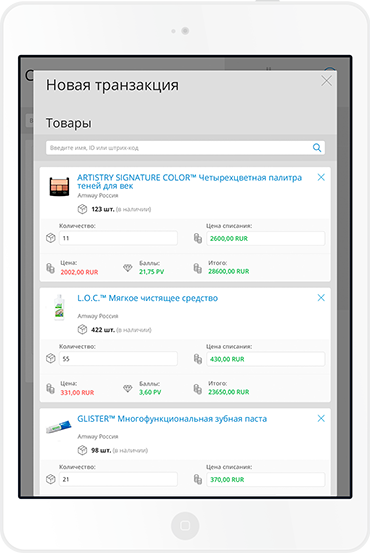 Новая транзакция
Товары
Введите имя, ID или штрих-код
ARTISTRY SIGNATURE COLOR™ Четырехцветная палитра
теней для век
Amway Россия
123 шт. (в наличии)
Количество: Цена списания:
11 2600,00 RUR
Цена: Баллы: Итого:
2002,00 RUR 21,75 PV 28600,00 RUR
L.O.C.™ Мягкое чистящее средство
Amway Россия
422 шт. (в наличии)
Количество: Цена списания:
55 430,00 RUR
Цена: Баллы: Итого:
331,00 RUR 3,60 PV 23650,00 RUR
GLISTER™ Многофункциональная зубная паста
Amway Россия
98 шт. (в наличии)
Количество: Цена списания:
21 370,00 RUR